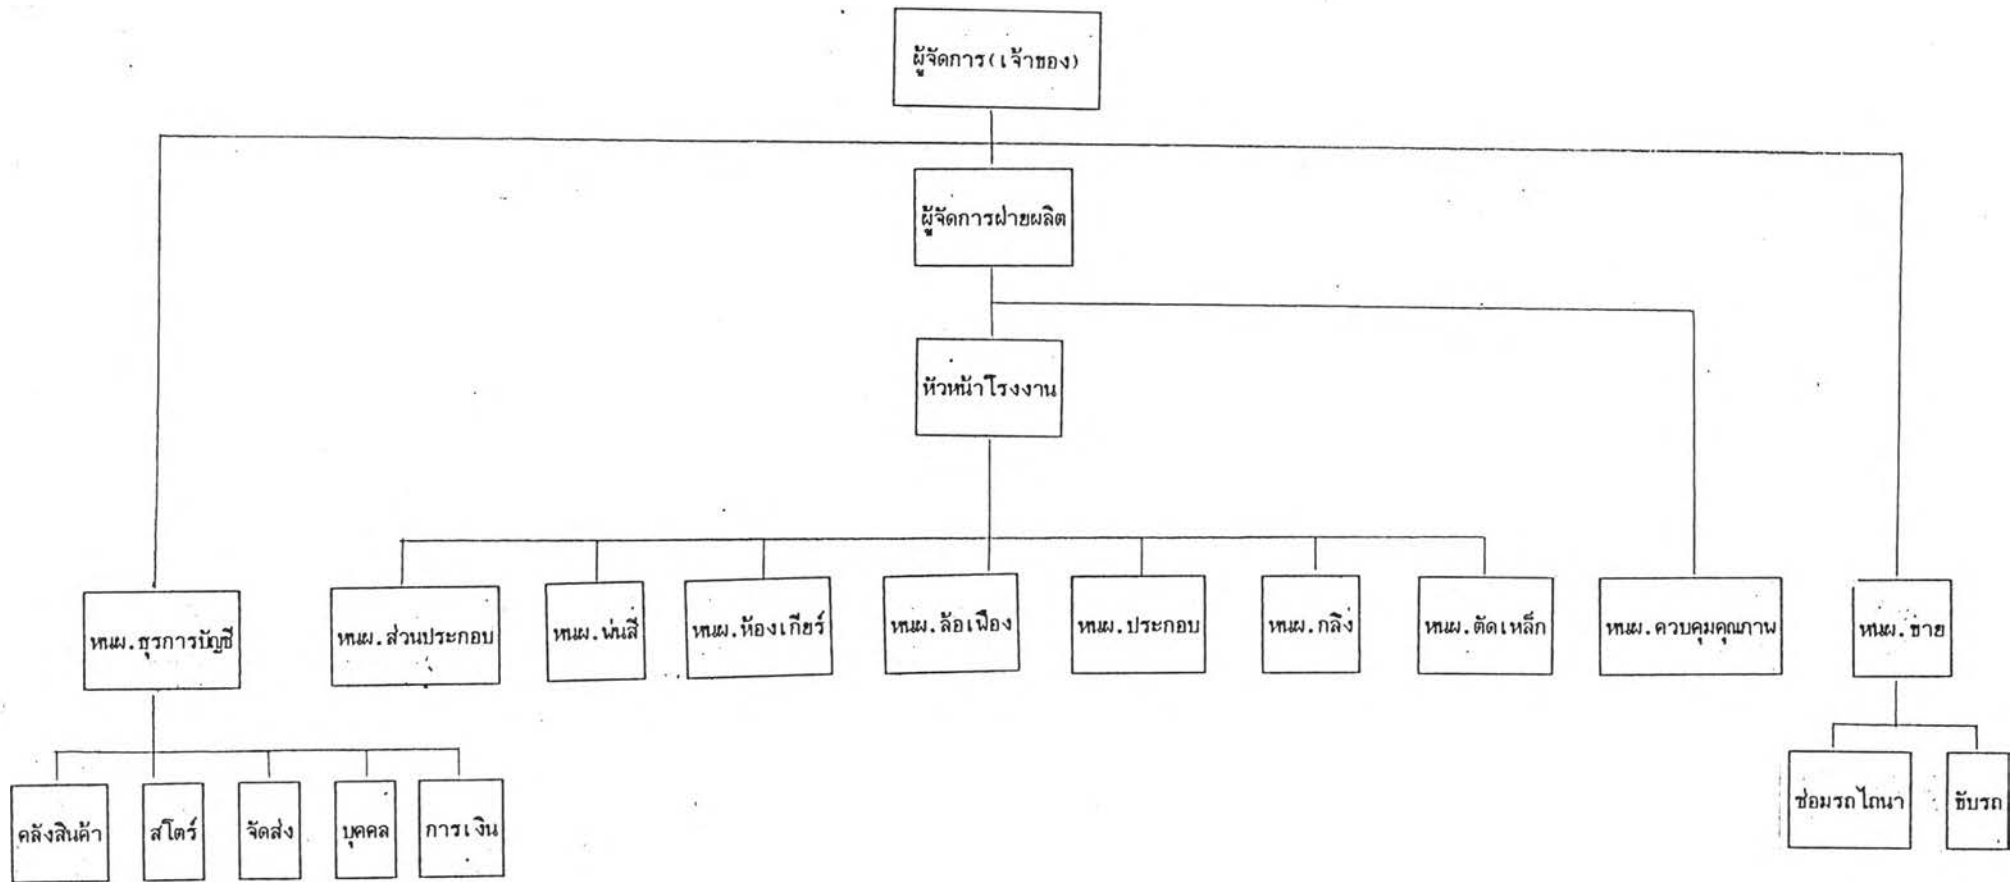 ผู้จัดการ(เจ้าของ)
ผู้จัดการฝ่ายผลิต
หัวหน้าโรงงาน
หนผ.ธุรการบัญชี
หนผ.ส่วนประกอบ
หนผ.พ่นสี
หนผ.ห้องเกียร์
หนผ.ล้อเฟือง
หนผ.ประกอบ
หนผ.กลึง
หนผ.ตัดเหล็ก
หนผ.ควบคุมคุณภาพ
หนผ.ขาย
คลังสินค้า
สโตร์
จัดส่ง
บุคคล
การเงิน
ซ่อมรถไถนา
ขับรถ